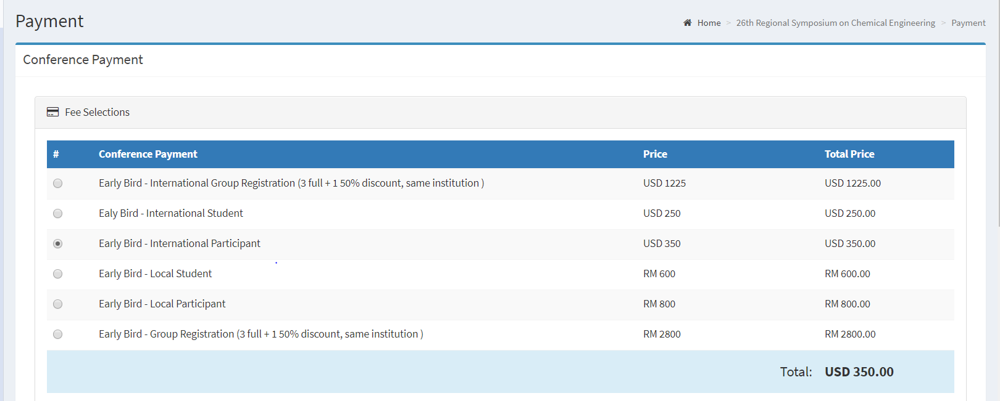 Payment
Home > 26th Regional Symposium on Chemical Engineering > Payment
Conference Payment
Fee Selections
# Conference Payment Price Total Price
Early Bird - International Group Registration (3 full + 1 50% discount, same institution ) USD 1225 USD 1225.00
Ealy Bird - International Student USD 250 USD 250.00
Early Bird - International Participant USD 350 USD 350.00
Early Bird - Local Student RM 600 RM 600.00
Early Bird - Local Participant RM 800 RM 800.00
Early Bird - Group Registration (3 full + 1 50% discount, same institution ) RM 2800 RM 2800.00
Total: USD 350.00